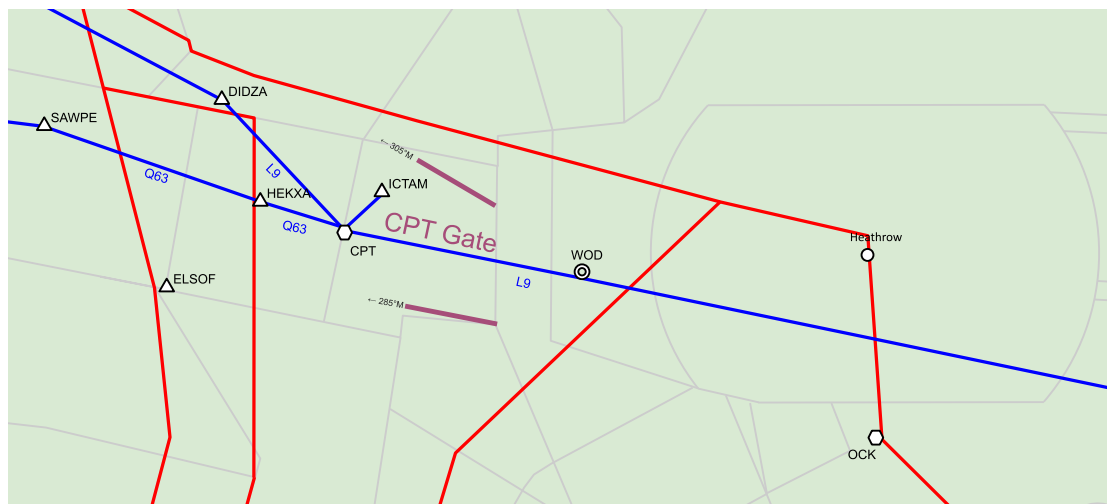 DIDZA
SAWPE
← 305°M
L9
Q63
ICTAM
HEKXA
CPT Gate
Q63
Heathrow
CPT
WOD
ELSOF
L9
← 285°M
OCK